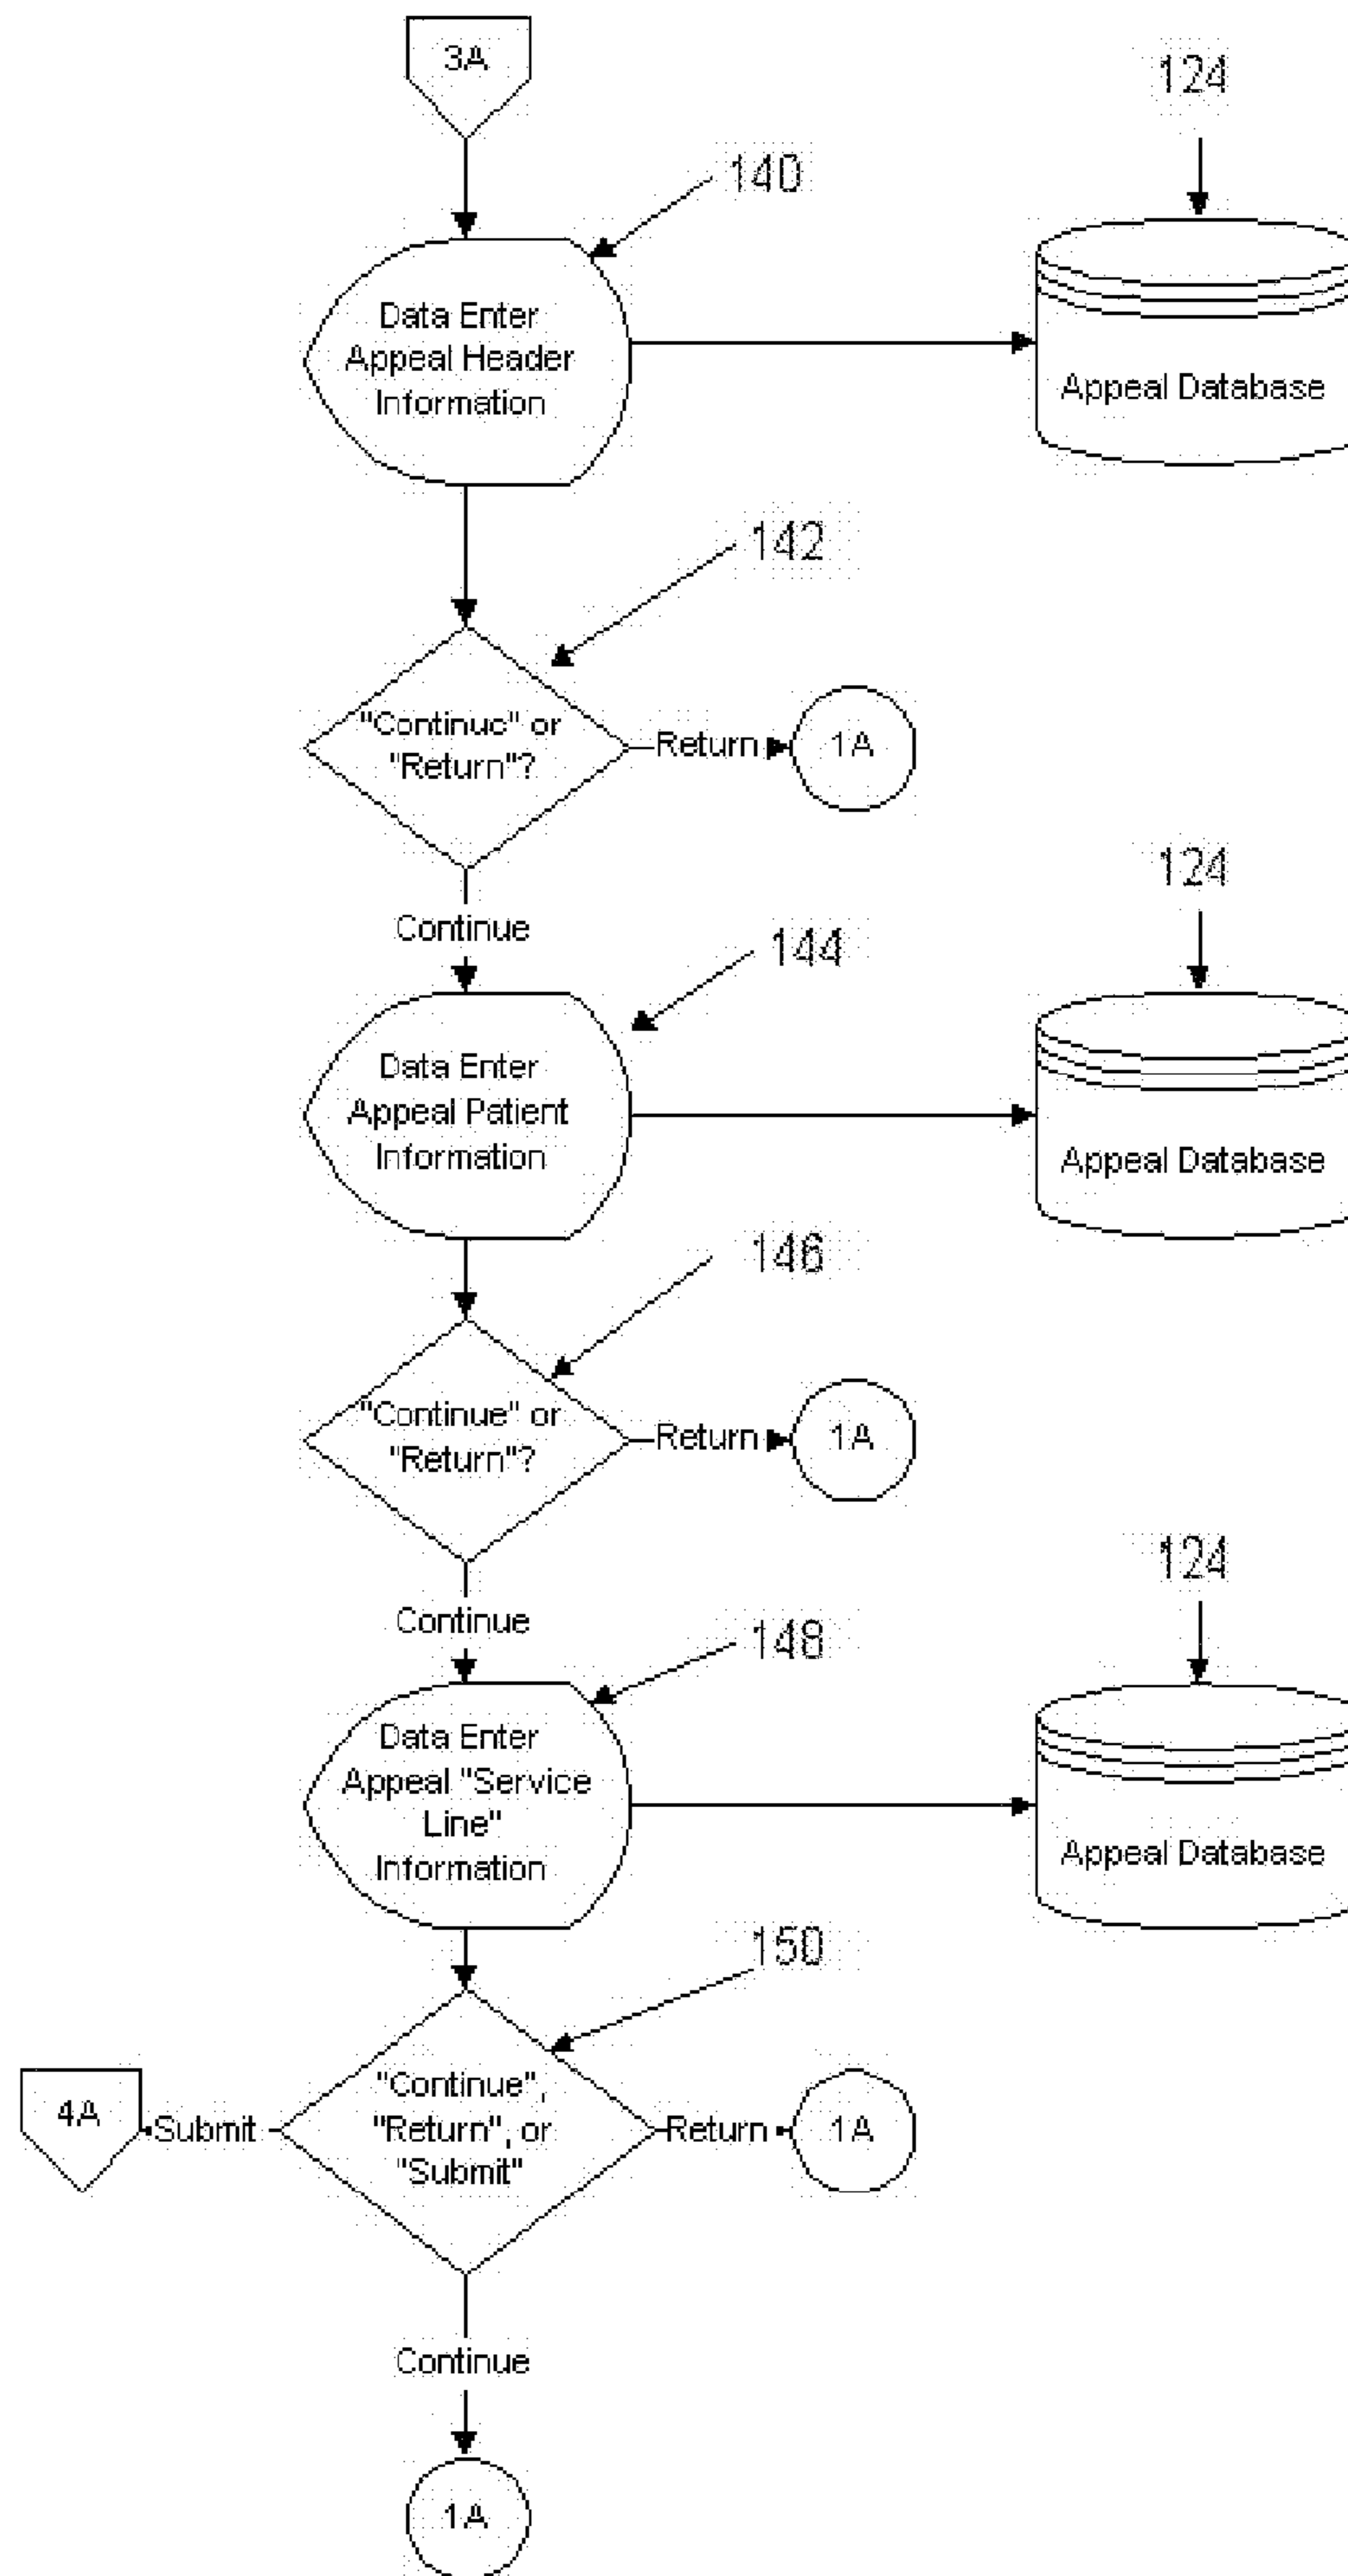 3A
124
140
Data Enter
Appeal Header
Information
Appeal Database
142
"Continue" or
"Return"?
Return
1A
Continue
124
144
Data Enter
Appeal Patient
Information
Appeal Database
146
"Continue" or
"Return"?
Return
1A
Continue
124
148
Data Enter
Appeal "Service
Line"
Information
Appeal Database
150
4A
Submit
"Continue",
"Return", or
"Submit"
Return
1A
Continue
1A